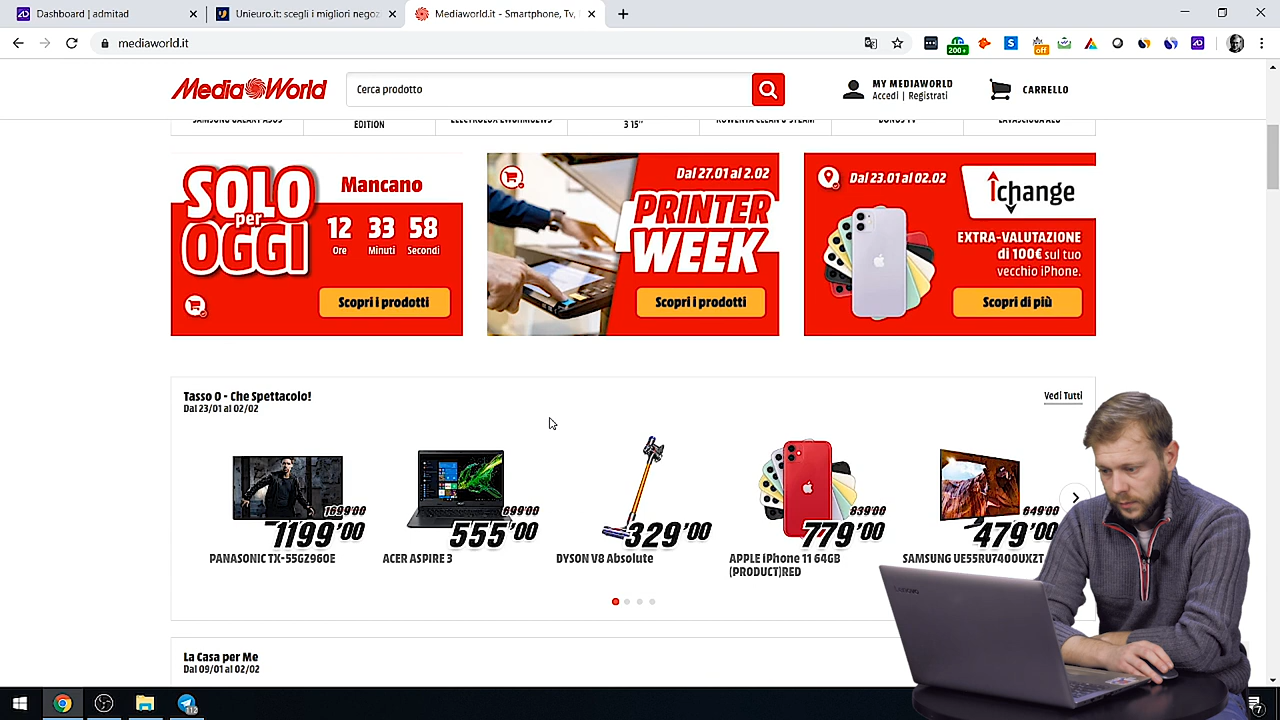 Dashboard | admitad
Unieuro.it: scegli i migliori negoz
Mediaworld.it - Smartphone, Tv,
mediaworld.it
200+
off
MediaWorld
Cerca prodotto
MY MEDIAWORLD
Accedi | Registrati
CARRELLO
EDITION
3 15"
SOLO
per
OGGI
Mancano
12 33 58
Ore Minuti Secondi
Scopri i prodotti
Dal 27.01 al 2.02
PRINTER
WEEK
Scopri i prodotti
Dal 23.01 al 02.02
ichange
EXTRA-VALUTAZIONE
di 100€ sul tuo
vecchio iPhone.
Scopri di più
Tasso 0 - Che Spettacolo!
Dal 23/01 al 02/02
Vedi Tutti
1699'00
1199'00
PANASONIC TX-55GZ960E
699'00
555'00
ACER ASPIRE 3
329'00
DYSON V8 Absolute
839'00
779'00
APPLE iPhone 11 64GB
(PRODUCT)RED
649'00
479'00
SAMSUNG UE55RU7400UXZT
La Casa per Me
Dal 09/01 al 02/02
112
7